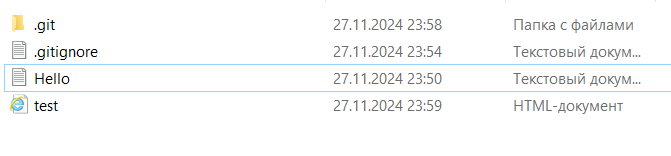 .git 27.11.2024 23:58 Папка с файлами
.gitignore 27.11.2024 23:54 Текстовый докум...
Hello 27.11.2024 23:50 Текстовый докум...
test 27.11.2024 23:59 HTML-документ